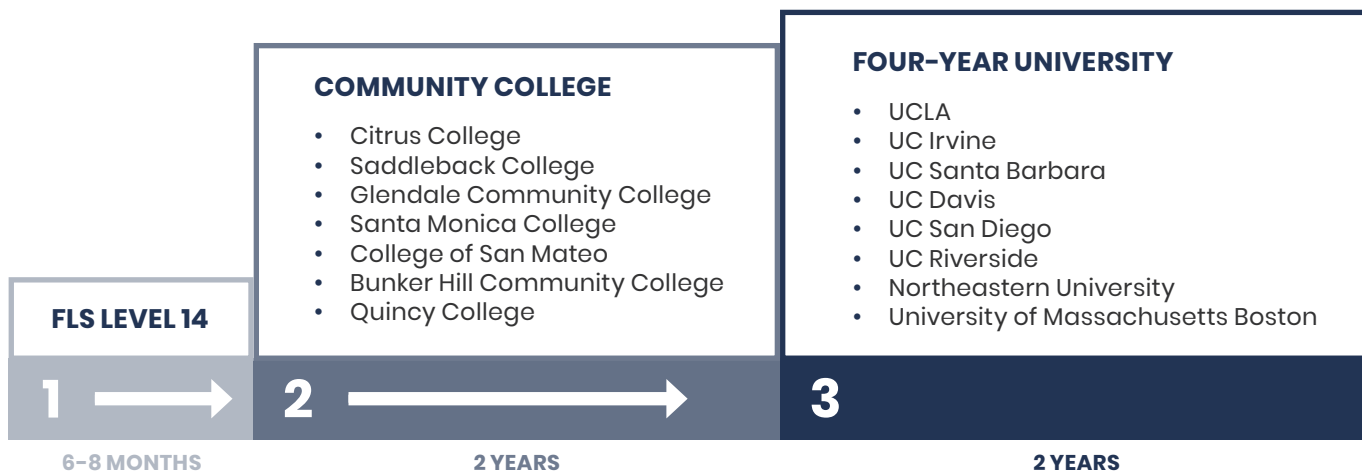 FLS LEVEL 14
1
6-8 MONTHS
COMMUNITY COLLEGE
• Citrus College
• Saddleback College
• Glendale Community College
• Santa Monica College
• College of San Mateo
• Bunker Hill Community College
• Quincy College
2
2 YEARS
FOUR-YEAR UNIVERSITY
• UCLA
• UC Irvine
• UC Santa Barbara
• UC Davis
• UC San Diego
• UC Riverside
• Northeastern University
• University of Massachusetts Boston
3
2 YEARS